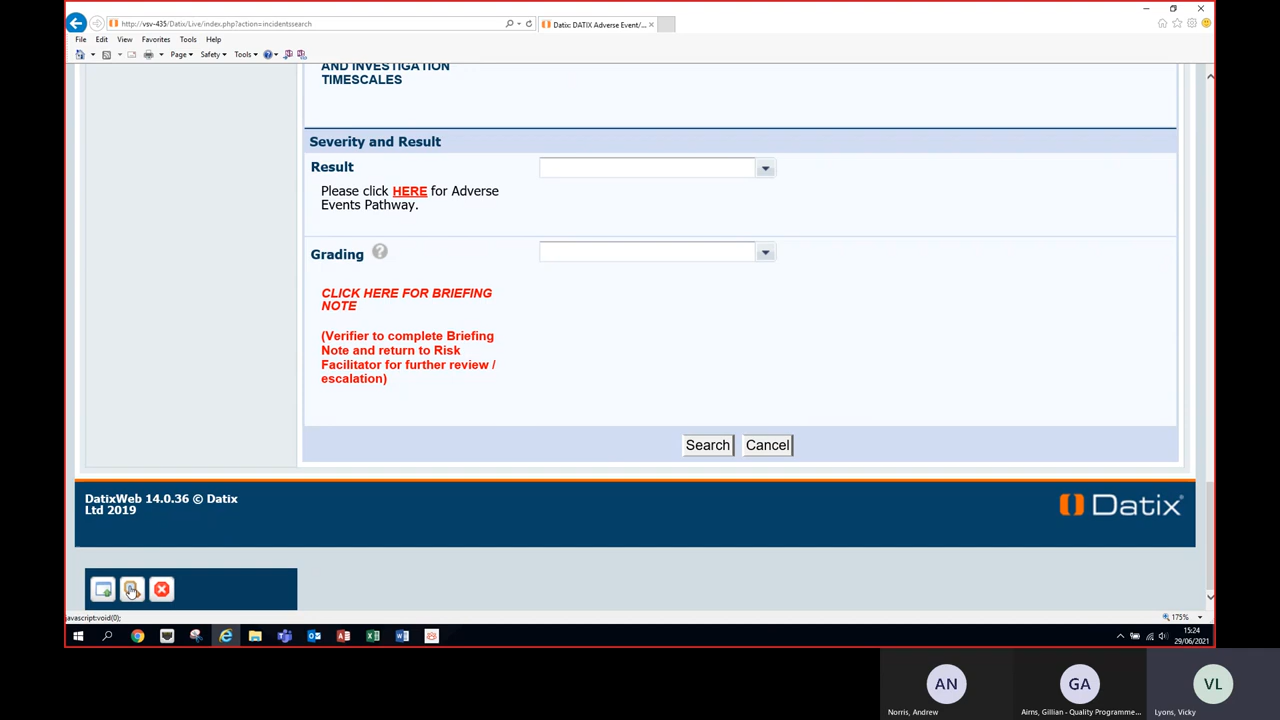 http://vsv-435/Datix/Live/index.php?action=incidentssearch
Datix: DATIX Adverse Event/...
File Edit View Favorites Tools Help
Page Safety Tools
AND INVESTIGATION
TIMESCALES
Severity and Result
Result
Please click HERE for Adverse
Events Pathway.
Grading ?
CLICK HERE FOR BRIEFING
NOTE
(Verifier to complete Briefing
Note and return to Risk
Facilitator for further review /
escalation)
Search Cancel
DatixWeb 14.0.36 © Datix
Ltd 2019
Datix
javascript:void(0);
175%
15:24
29/06/2021
AN GA VL
Norris, Andrew
Airns, Gillian - Quality Programme...
Lyons, Vicky